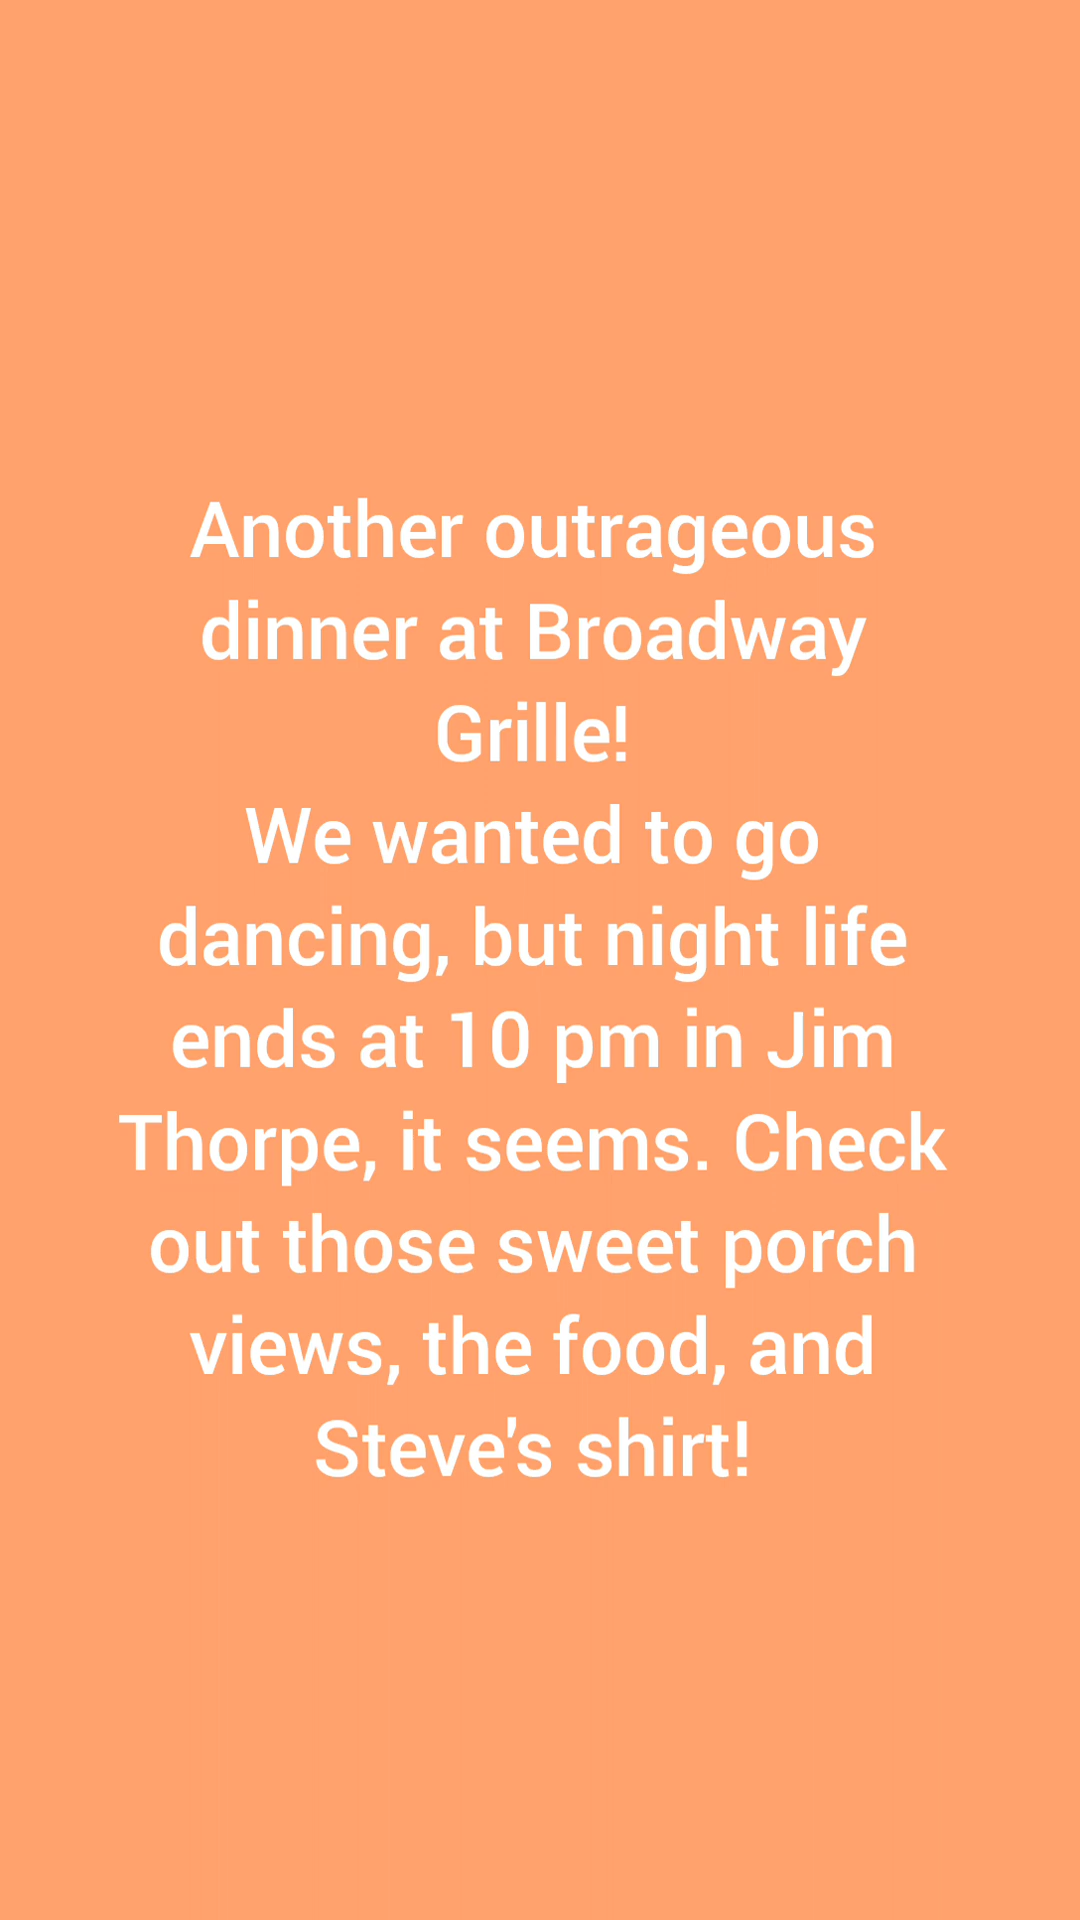 Another outrageous
dinner at Broadway
Grille!
We wanted to go
dancing, but night life
ends at 10 pm in Jim
Thorpe, it seems. Check
out those sweet porch
views, the food, and
Steve's shirt!